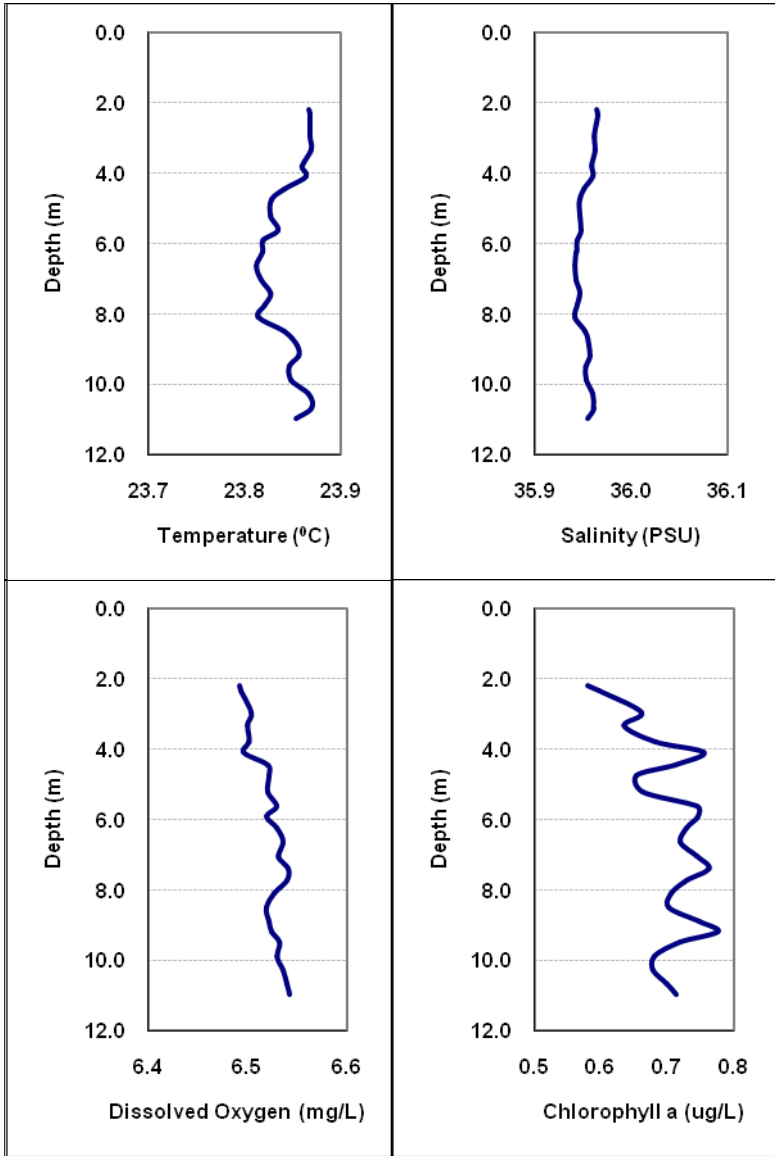 0.0
2.0
4.0
6.0
8.0
10.0
12.0
Depth (m)
23.7 23.8 23.9
Temperature (⁰C)
0.0
2.0
4.0
6.0
8.0
10.0
12.0
Depth (m)
35.9 36.0 36.1
Salinity (PSU)
0.0
2.0
4.0
6.0
8.0
10.0
12.0
Depth (m)
6.4 6.5 6.6
Dissolved Oxygen (mg/L)
0.0
2.0
4.0
6.0
8.0
10.0
12.0
Depth (m)
0.5 0.6 0.7 0.8
Chlorophyll a (ug/L)